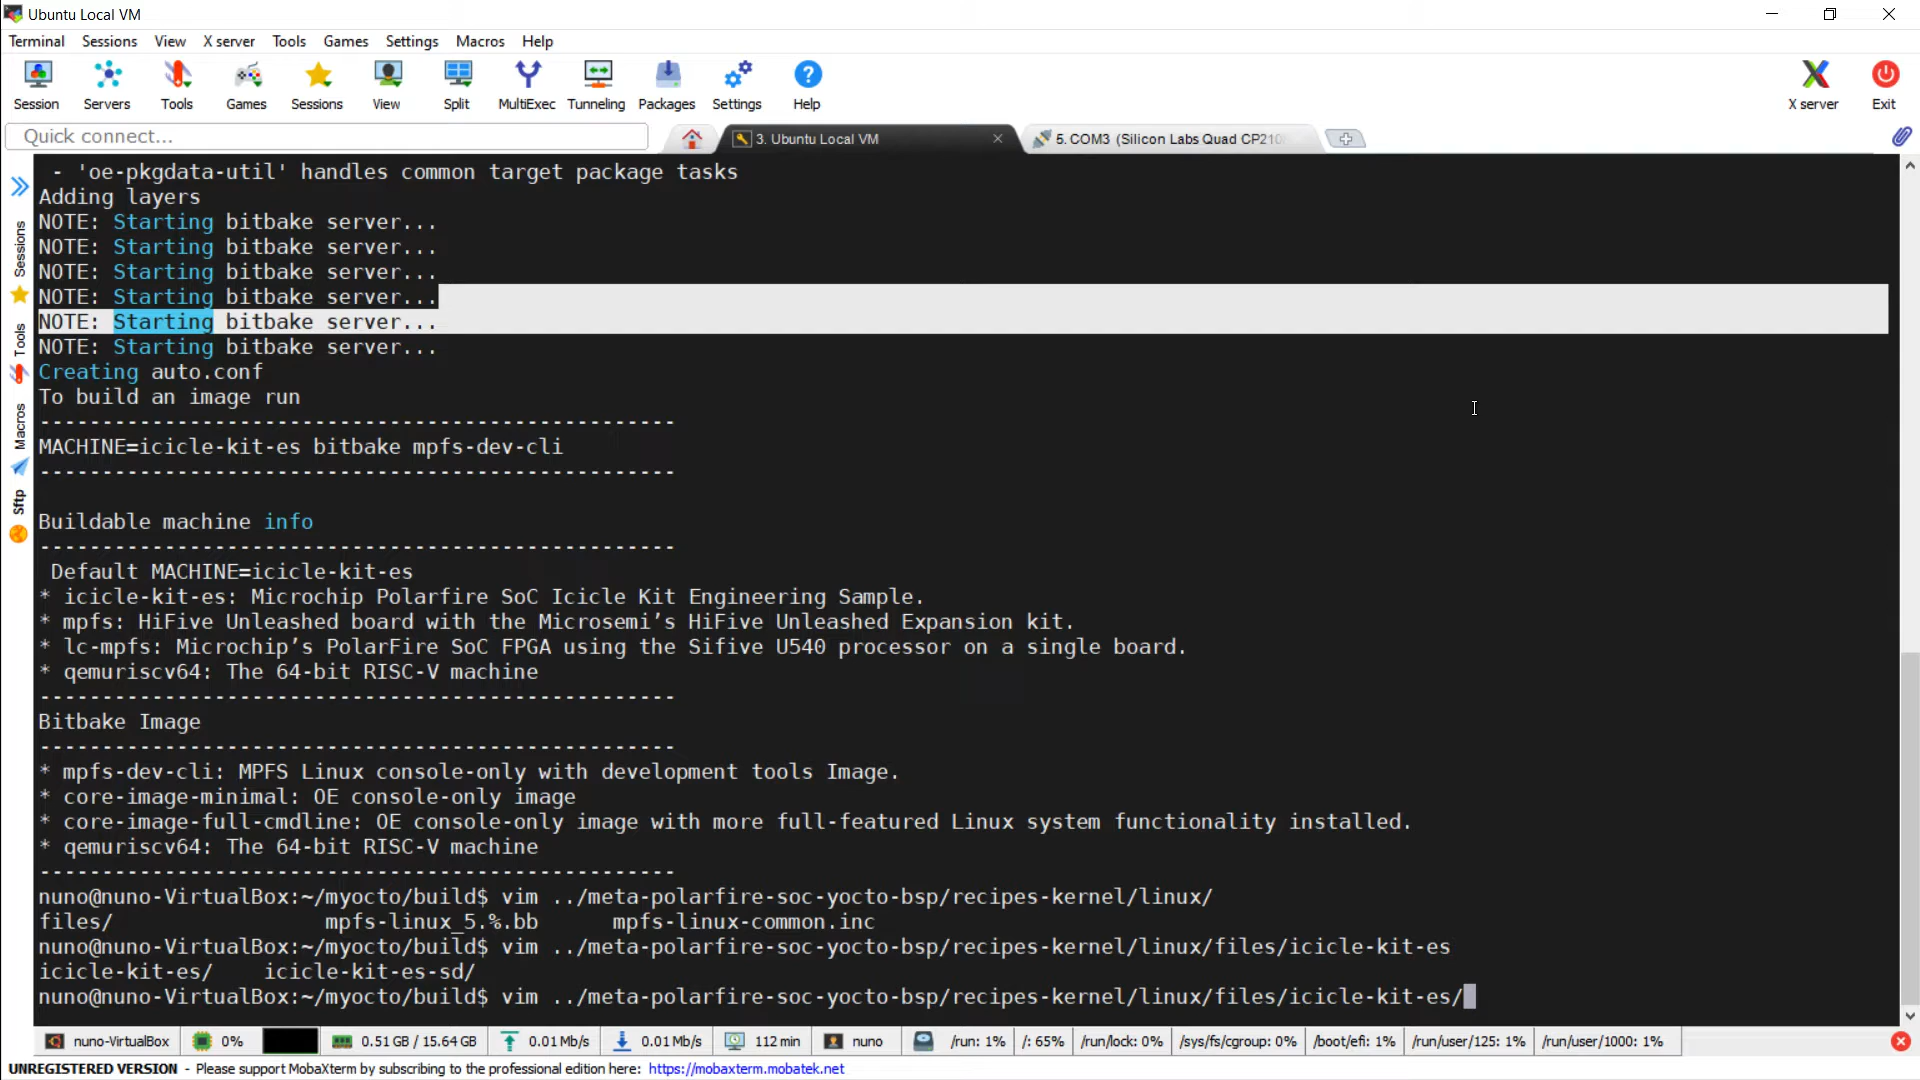 Ubuntu Local VM
Terminal Sessions View X server Tools Games Settings Macros Help
Session Servers Tools Games Sessions View Split MultiExec Tunneling Packages Settings Help X server Exit
Quick connect...
3. Ubuntu Local VM
5. COM3 (Silicon Labs Quad CP210
Sessions
Tools
Macros
Sftp
- 'oe-pkgdata-util' handles common target package tasks
Adding layers
NOTE: Starting bitbake server...
NOTE: Starting bitbake server...
NOTE: Starting bitbake server...
NOTE: Starting bitbake server...
NOTE: Starting bitbake server...
NOTE: Starting bitbake server...
Creating auto.conf
To build an image run
---------------------------------------------------
MACHINE=icicle-kit-es bitbake mpfs-dev-cli
---------------------------------------------------
Buildable machine info
---------------------------------------------------
Default MACHINE=icicle-kit-es
* icicle-kit-es: Microchip Polarfire SoC Icicle Kit Engineering Sample.
* mpfs: HiFive Unleashed board with the Microsemi’s HiFive Unleashed Expansion kit.
* lc-mpfs: Microchip’s PolarFire SoC FPGA using the Sifive U540 processor on a single board.
* qemuriscv64: The 64-bit RISC-V machine
---------------------------------------------------
Bitbake Image
---------------------------------------------------
* mpfs-dev-cli: MPFS Linux console-only with development tools Image.
* core-image-minimal: OE console-only image
* core-image-full-cmdline: OE console-only image with more full-featured Linux system functionality installed.
* qemuriscv64: The 64-bit RISC-V machine
---------------------------------------------------
nuno@nuno-VirtualBox:~/myocto/build$ vim ../meta-polarfire-soc-yocto-bsp/recipes-kernel/linux/
files/ mpfs-linux_5.%.bb mpfs-linux-common.inc
nuno@nuno-VirtualBox:~/myocto/build$ vim ../meta-polarfire-soc-yocto-bsp/recipes-kernel/linux/files/icicle-kit-es
icicle-kit-es/ icicle-kit-es-sd/
nuno@nuno-VirtualBox:~/myocto/build$ vim ../meta-polarfire-soc-yocto-bsp/recipes-kernel/linux/files/icicle-kit-es/
nuno-VirtualBox 0% 0.51 GB / 15.64 GB 0.01 Mb/s 0.01 Mb/s 112 min nuno /run: 1% /: 65% /run/lock: 0% /sys/fs/cgroup: 0% /boot/efi: 1% /run/user/125: 1% /run/user/1000: 1%
UNREGISTERED VERSION - Please support MobaXterm by subscribing to the professional edition here: https://mobaxterm.mobatek.net